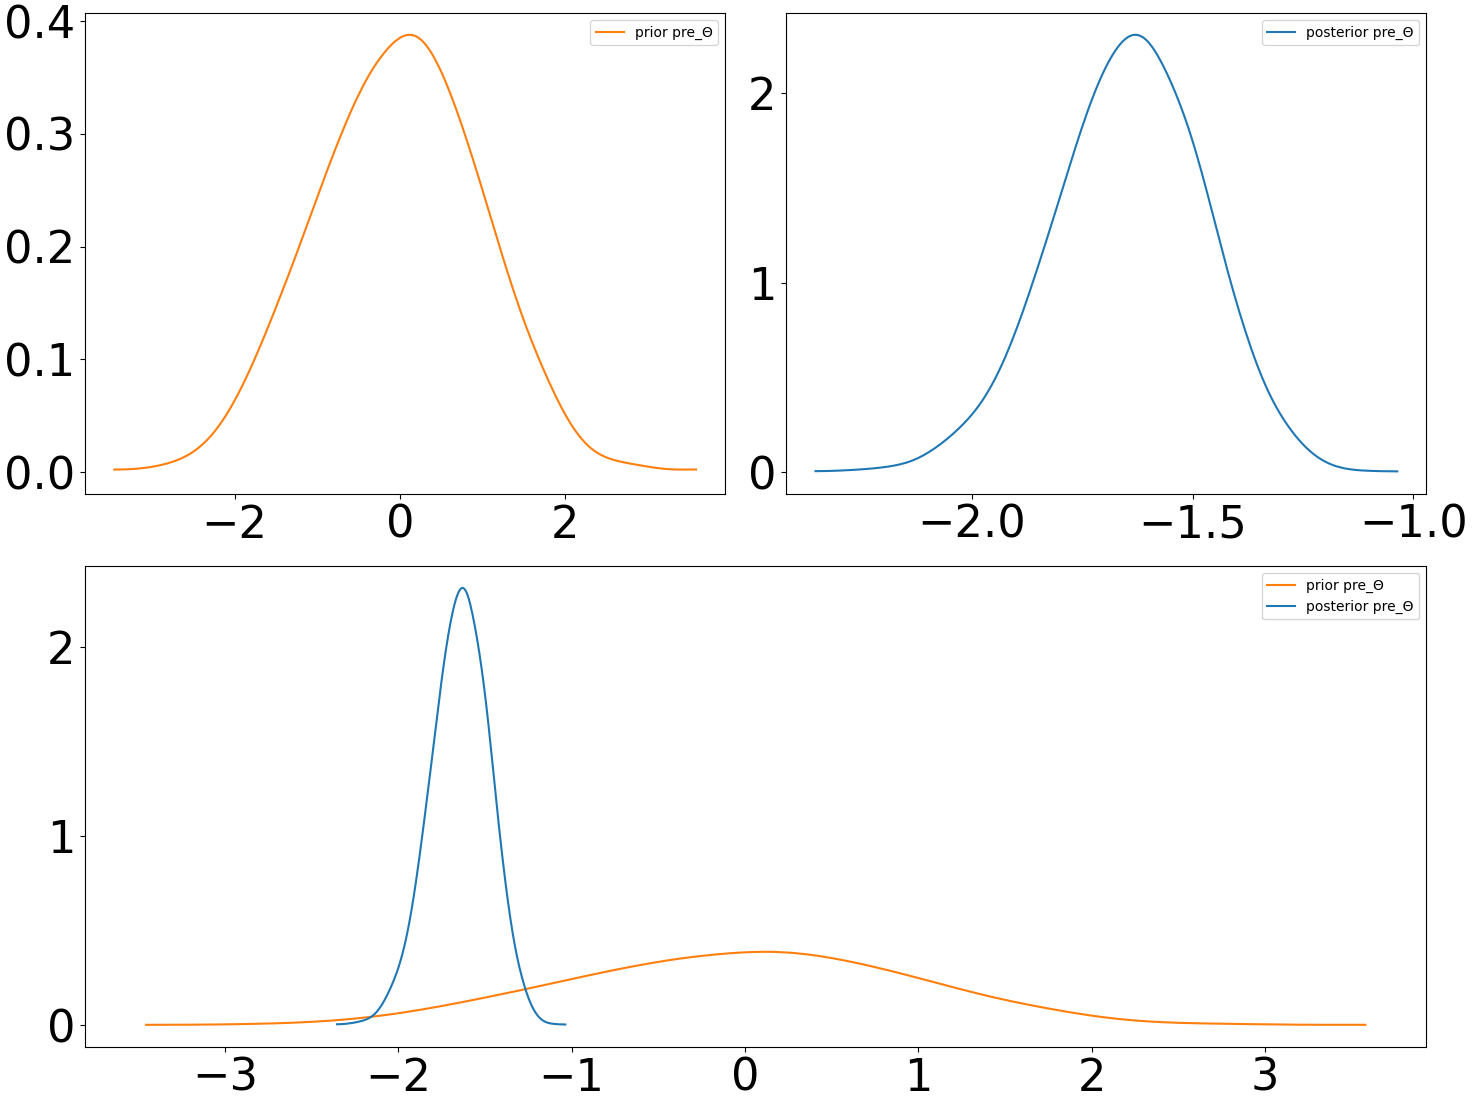 0.4
0.3
0.2
0.1
0.0
−2 0 2
prior pre_Θ
2
1
0
−2.0 −1.5 −1.0
posterior pre_Θ
2
1
0
−3 −2 −1 0 1 2 3
prior pre_Θ
posterior pre_Θ